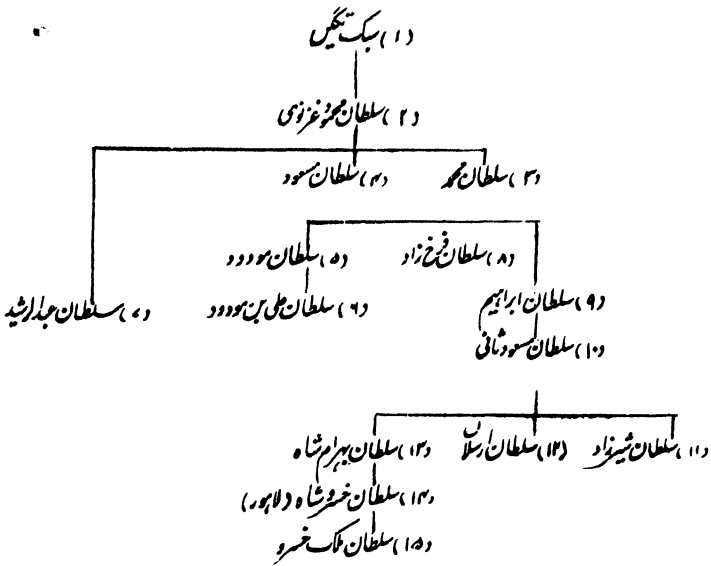 (۱) سبکتگین
(۲) سلطان محمود غزنوی
(۳) سلطان محمد
(۴) سلطان مسعود
(۸) سلطان فرخ زاد
(۵) سلطان مودود
(۹) سلطان ابراہیم
(۶) سلطان علی بن مودود
(۷) سلطان عبدالرشید
(۱۰) سلطان مسعود ثانی
(۱۱) سلطان شیرزاد
(۱۲) سلطان ارسلان
(۱۳) سلطان بہرام شاہ
(۱۴) سلطان خسرو شاہ (لاہور)
(۱۵) سلطان ملک خسرو